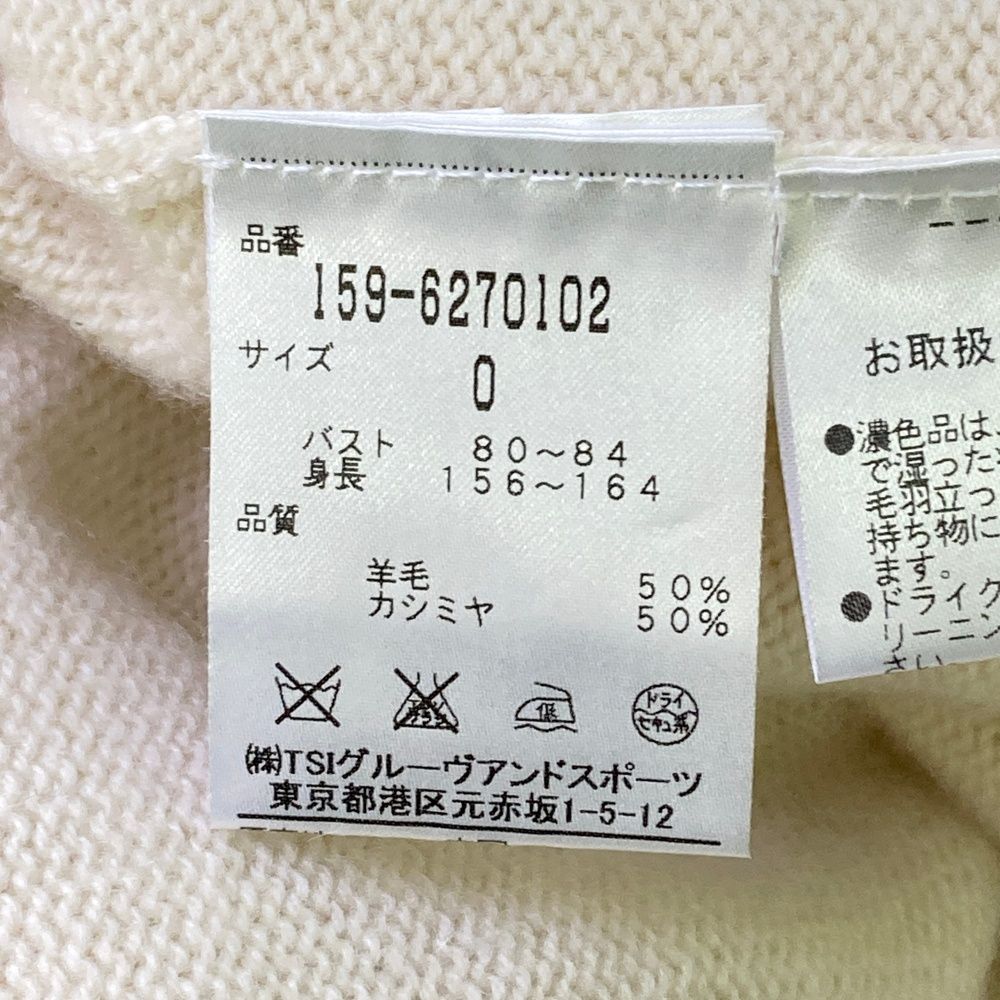 品番
159-6270102
サイズ
0
バスト 80～84
身長 156～164
品質
羊毛 50%
カシミヤ 50%
低
ドライ
セキユ系
㈱TSIグルーヴアンドスポーツ
東京都港区元赤坂1-5-12
お取扱
●濃色品は、
で湿った
毛羽立っ
持ち物に
ます。
●ドライク
リーニン
さい